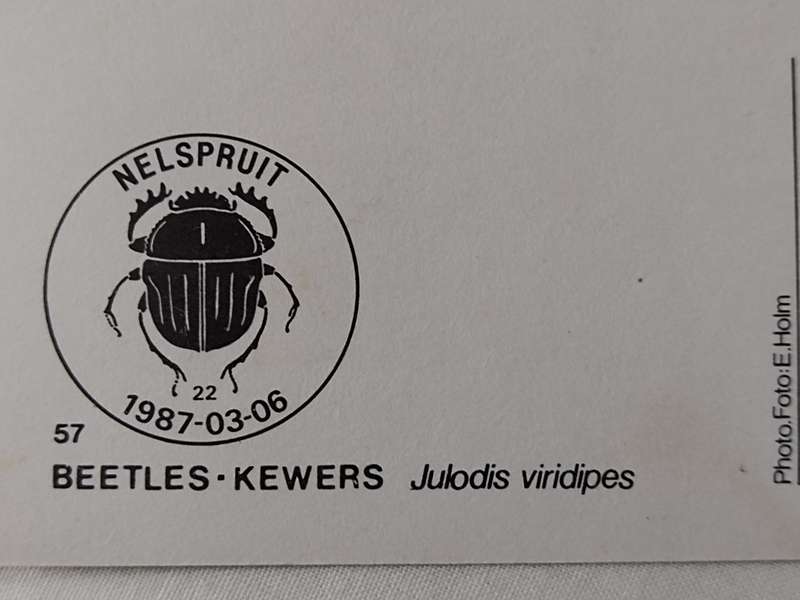 NELSPRUIT
22
1987-03-06
57
BEETLES · KEWERS Julodis viridipes
Photo.Foto:E.Holm